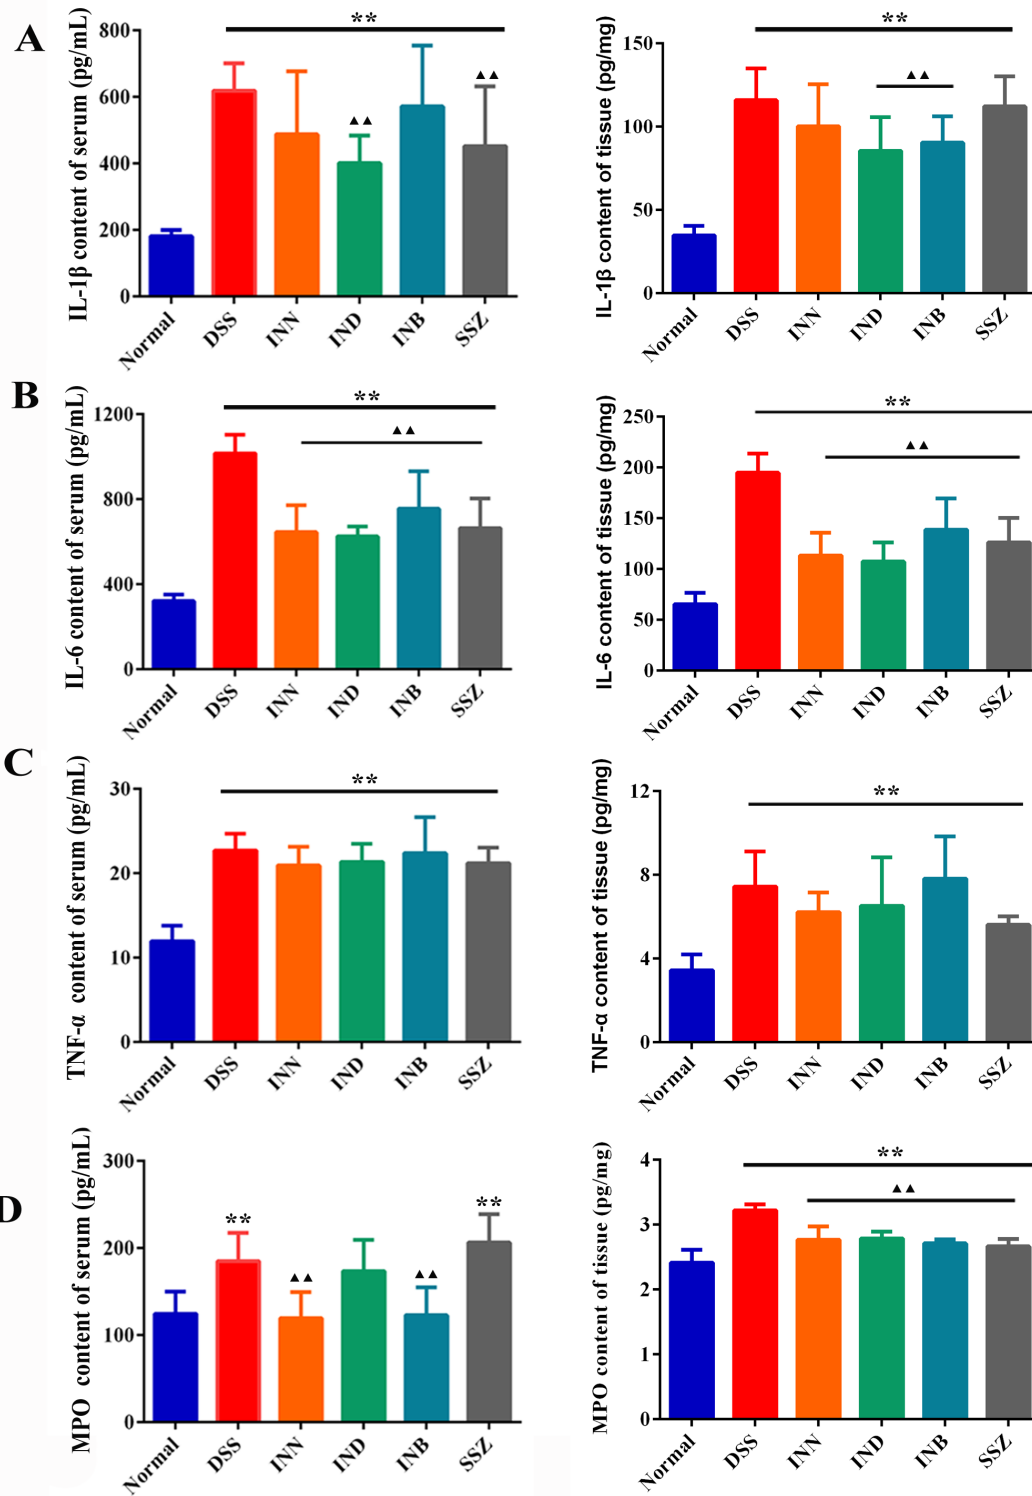 A
IL-1β content of serum (pg/mL)
800
600
400
200
0
**
▲▲
▲▲
Normal
DSS
INN
IND
INB
SSZ
IL-1β content of tissue (pg/mg)
150
100
50
0
**
▲▲
Normal
DSS
INN
IND
INB
SSZ
B
IL-6 content of serum (pg/mL)
1200
800
400
0
**
▲▲
Normal
DSS
INN
IND
INB
SSZ
IL-6 content of tissue (pg/mg)
250
200
150
100
50
0
**
▲▲
Normal
DSS
INN
IND
INB
SSZ
C
TNF-α content of serum (pg/mL)
30
20
10
0
**
Normal
DSS
INN
IND
INB
SSZ
TNF-α content of tissue (pg/mg)
12
8
4
0
**
Normal
DSS
INN
IND
INB
SSZ
D
MPO content of serum (pg/mL)
300
200
100
0
**
▲▲
▲▲
**
Normal
DSS
INN
IND
INB
SSZ
MPO content of tissue (pg/mg)
4
3
2
1
0
**
▲▲
Normal
DSS
INN
IND
INB
SSZ